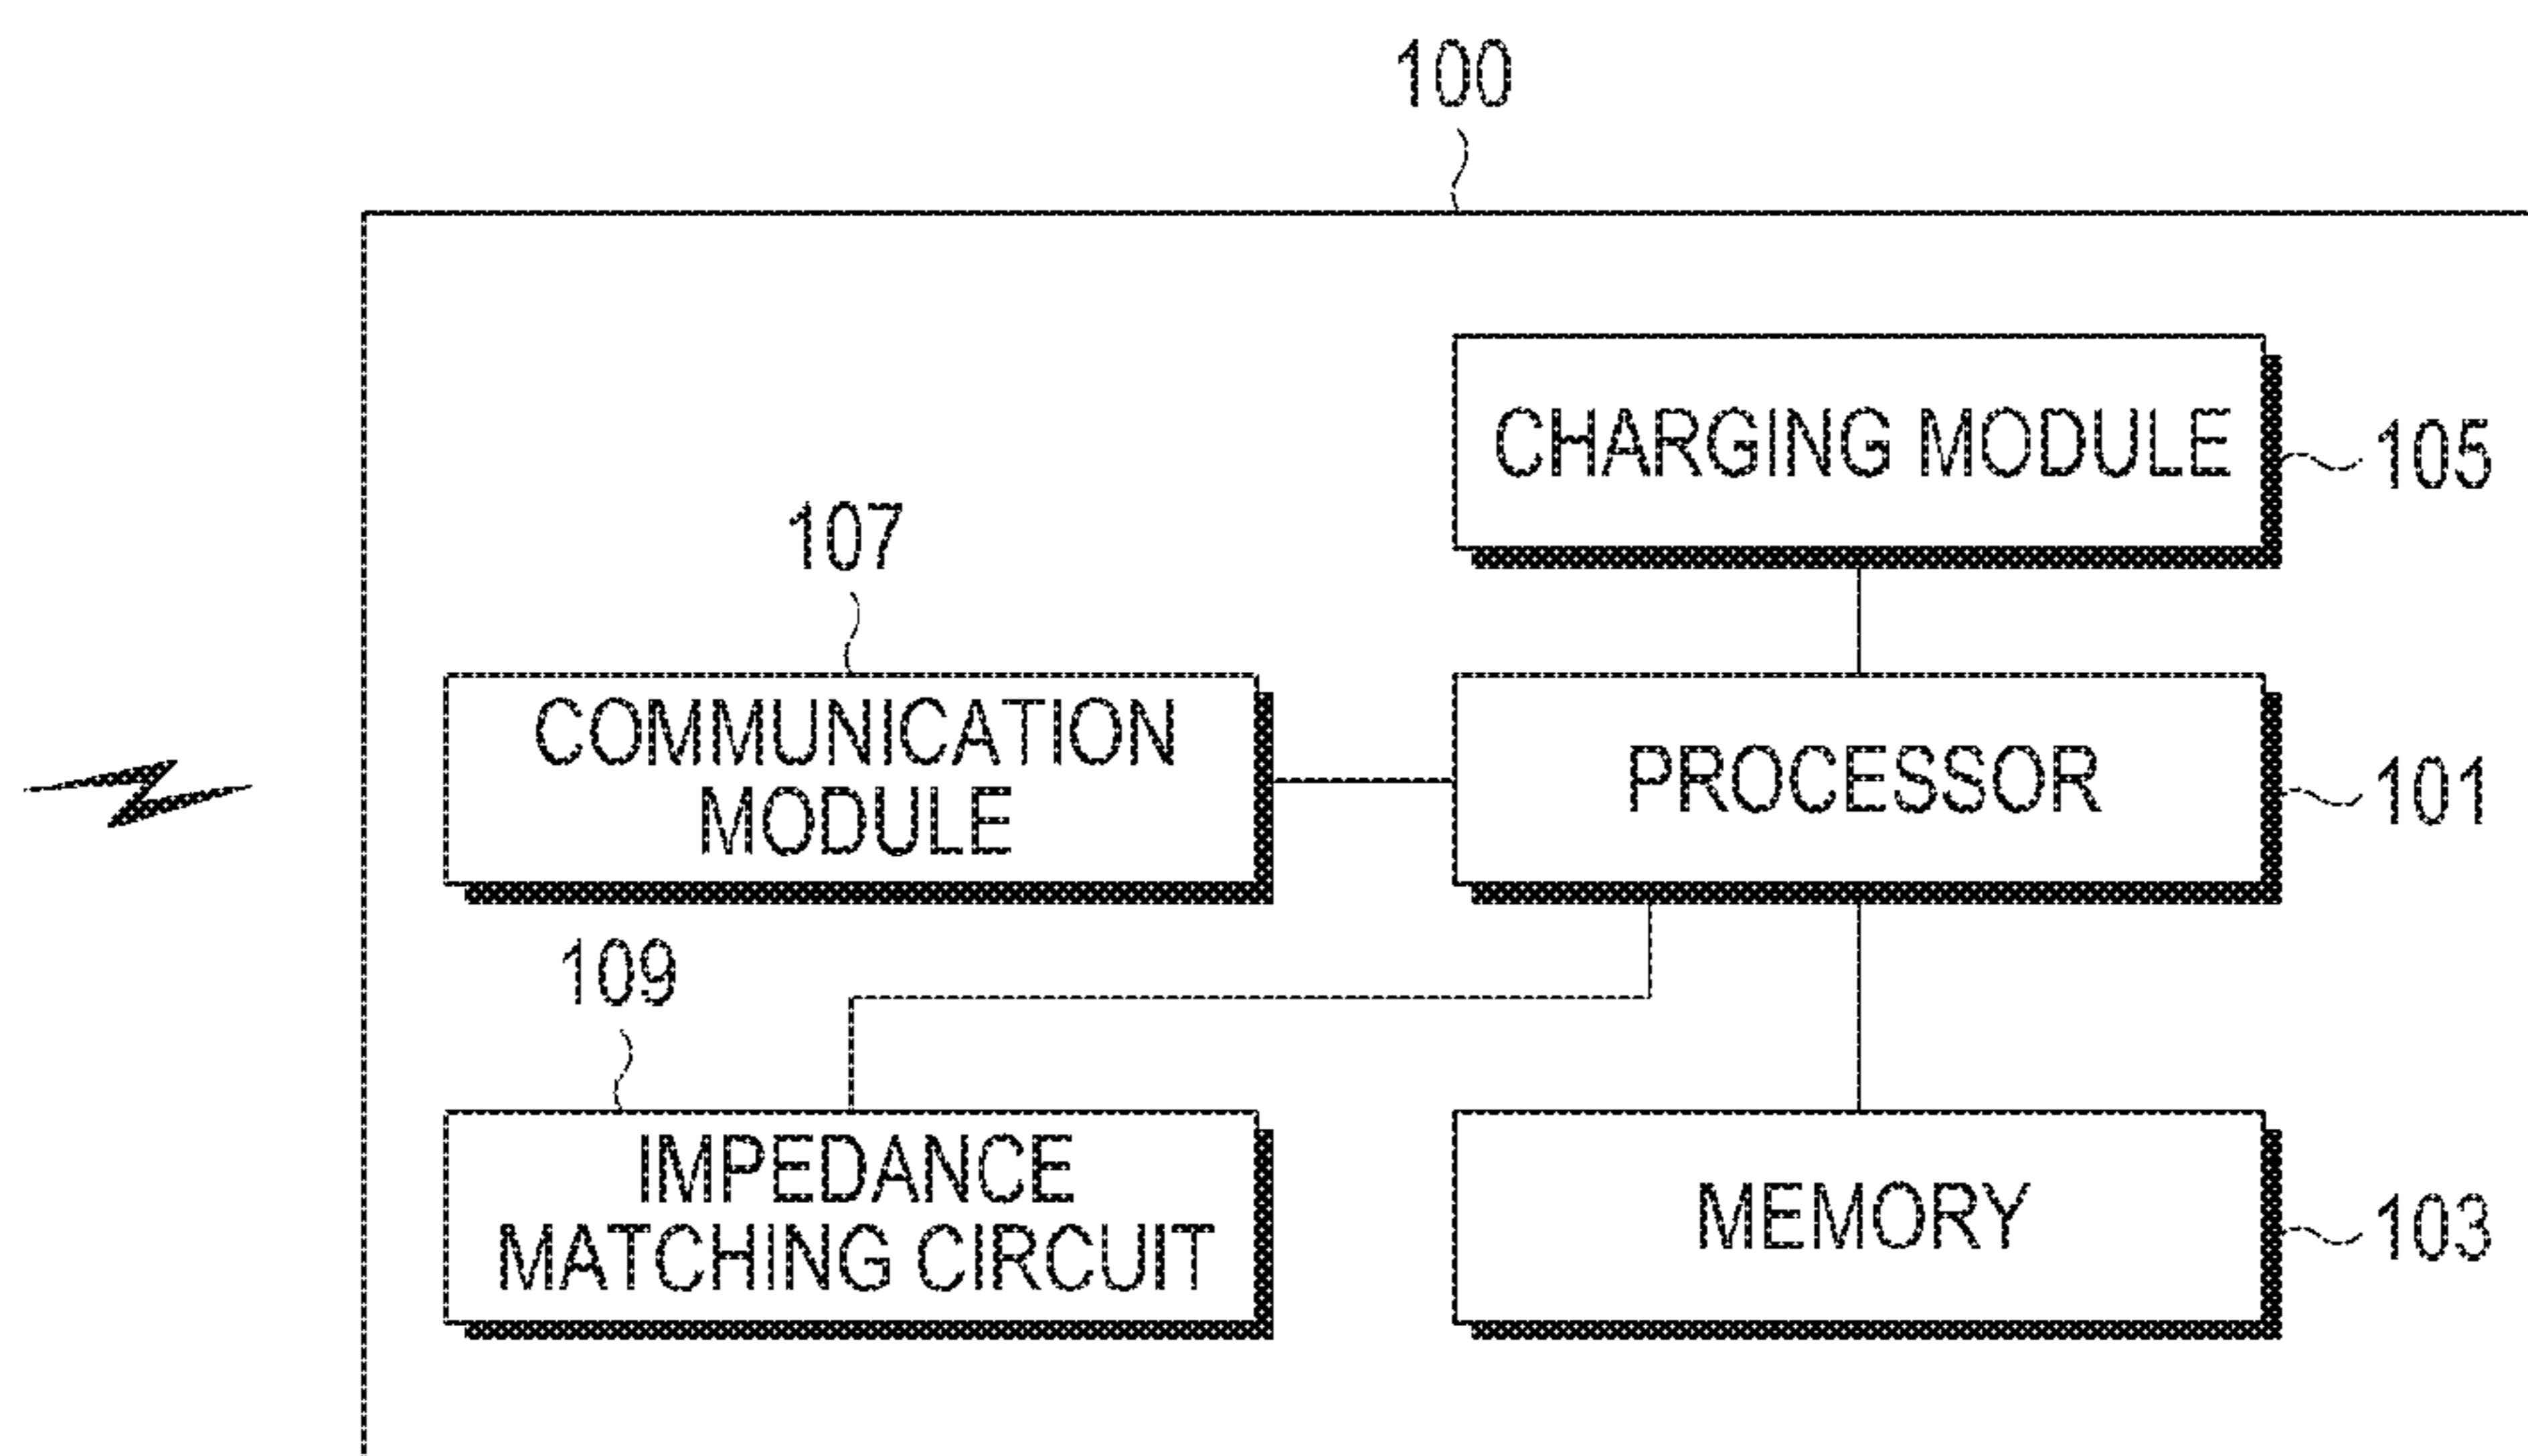 100
CHARGING MODULE
105
107
COMMUNICATION
MODULE
PROCESSOR
101
109
IMPEDANCE
MATCHING CIRCUIT
MEMORY
103